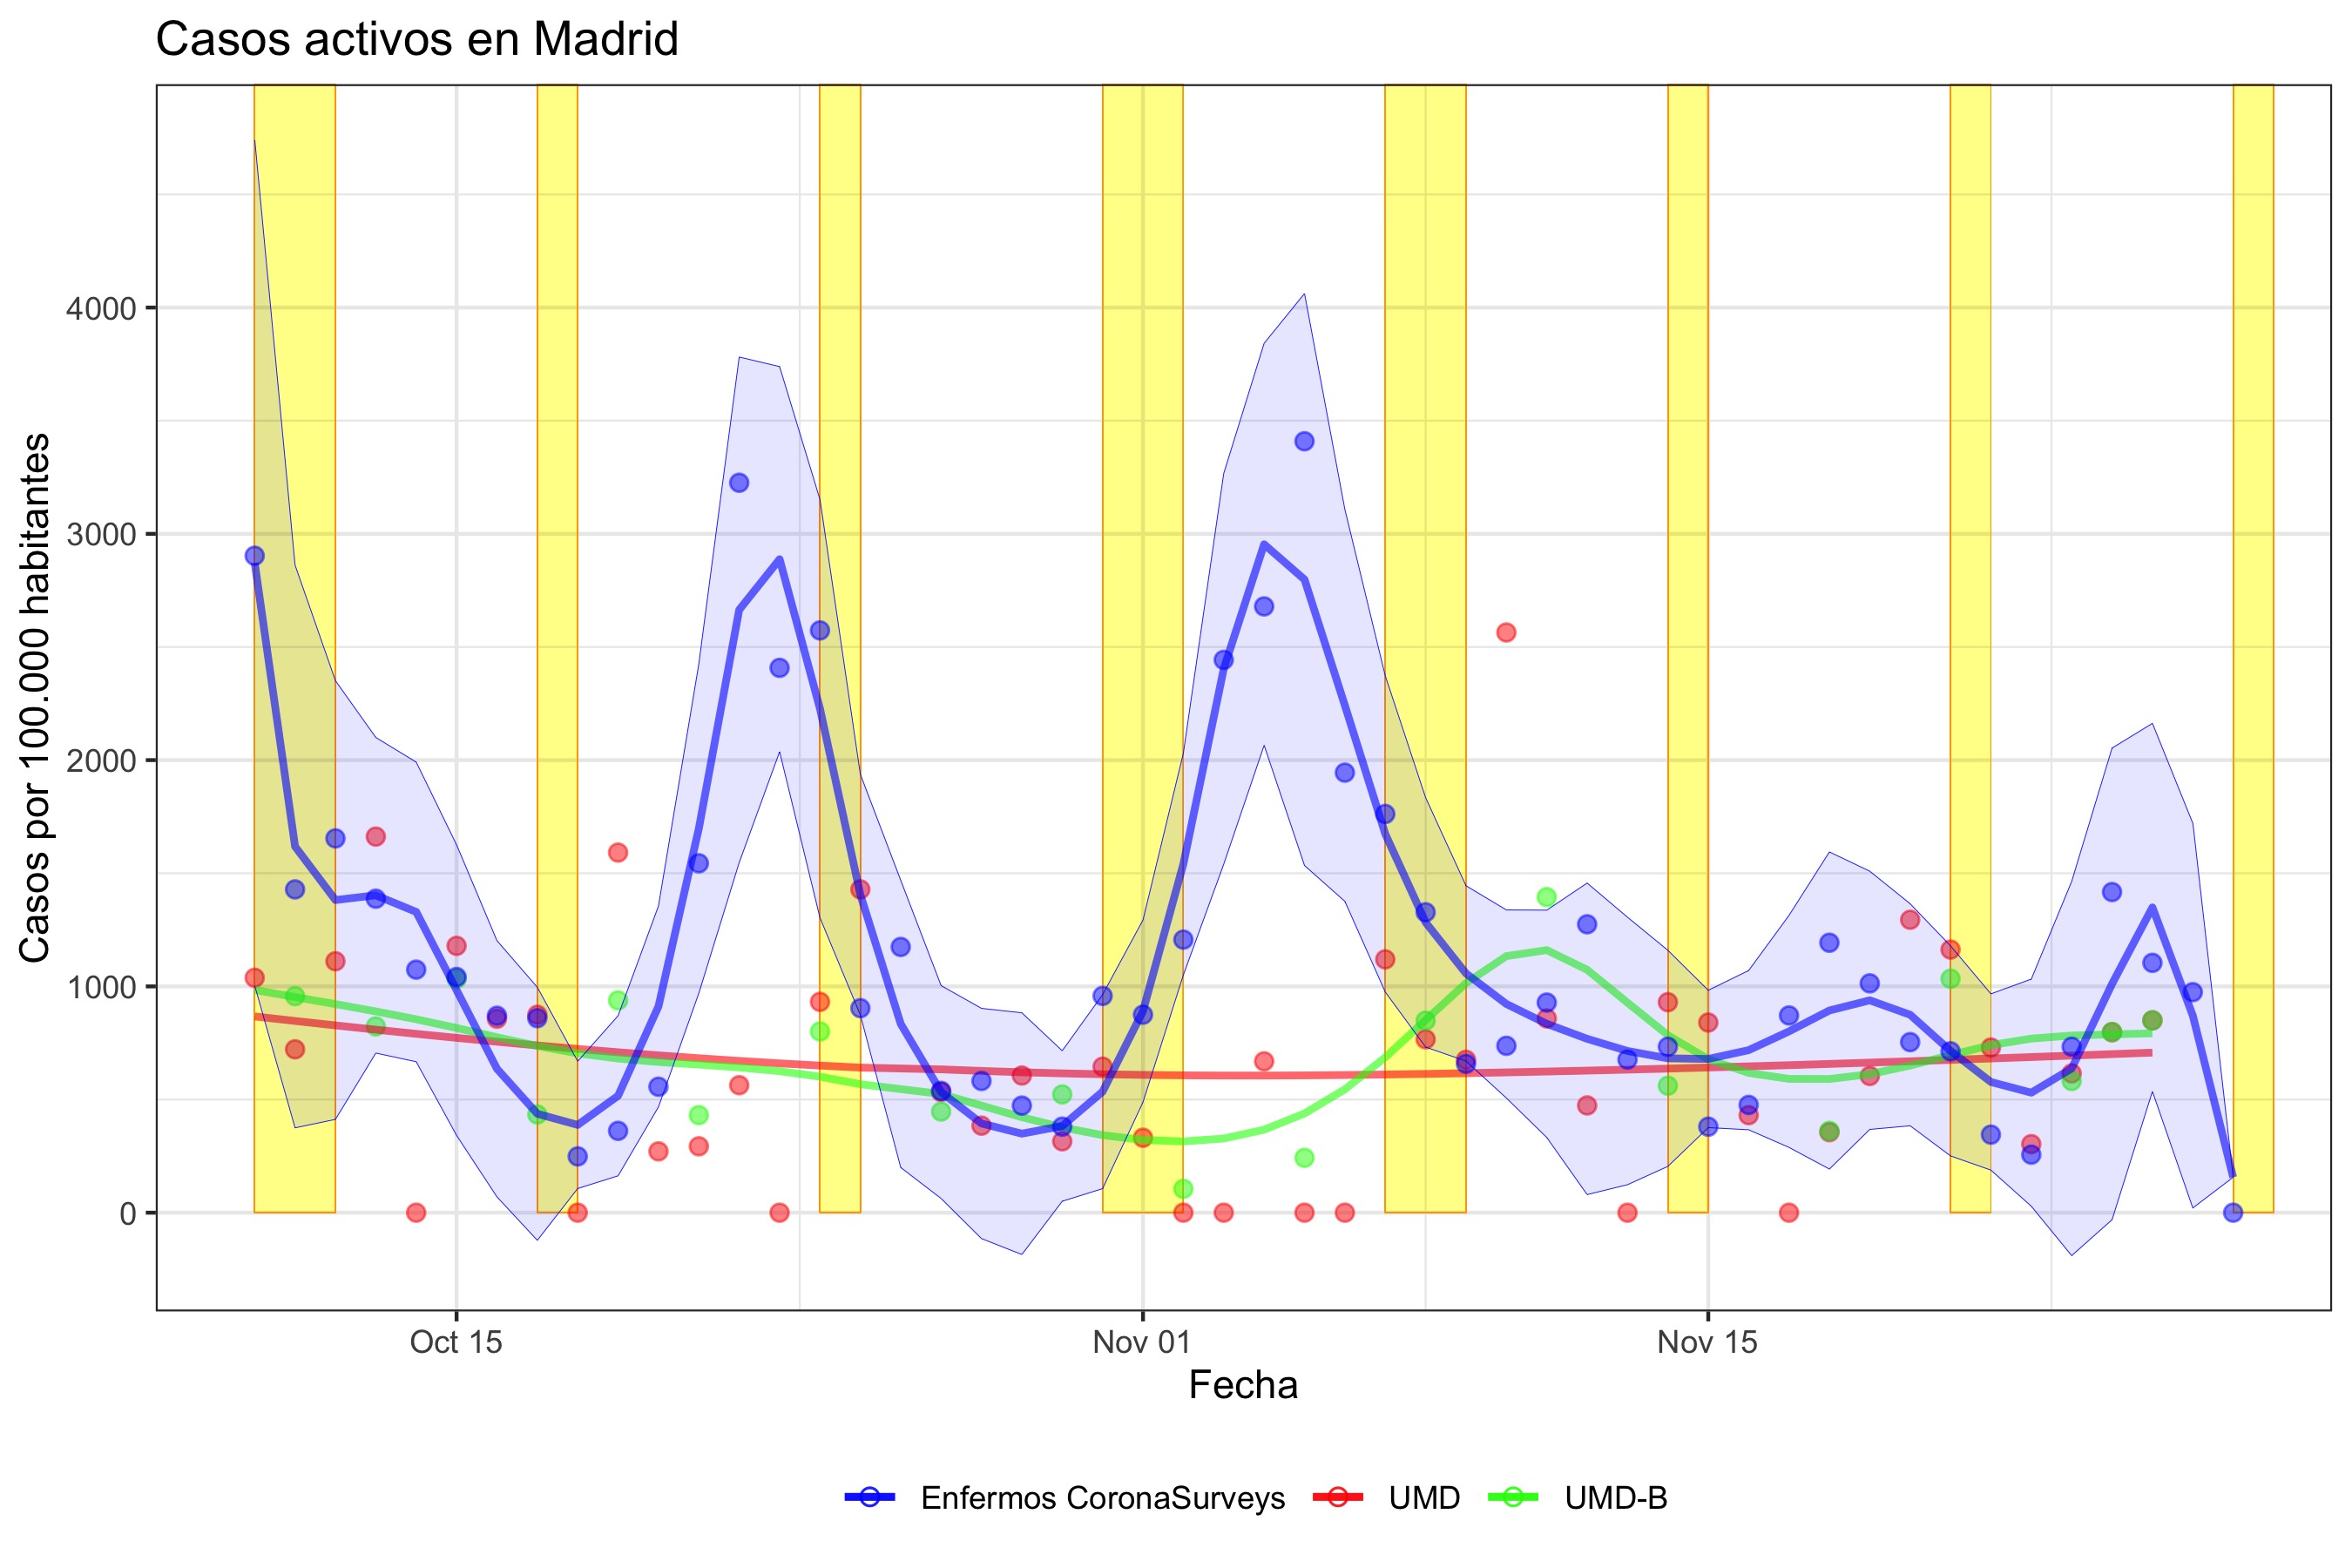 Casos activos en Madrid
Casos por 100.000 habitantes
4000
3000
2000
1000
0
Oct 15
Nov 01
Nov 15
Fecha
Enfermos CoronaSurveys
UMD
UMD-B